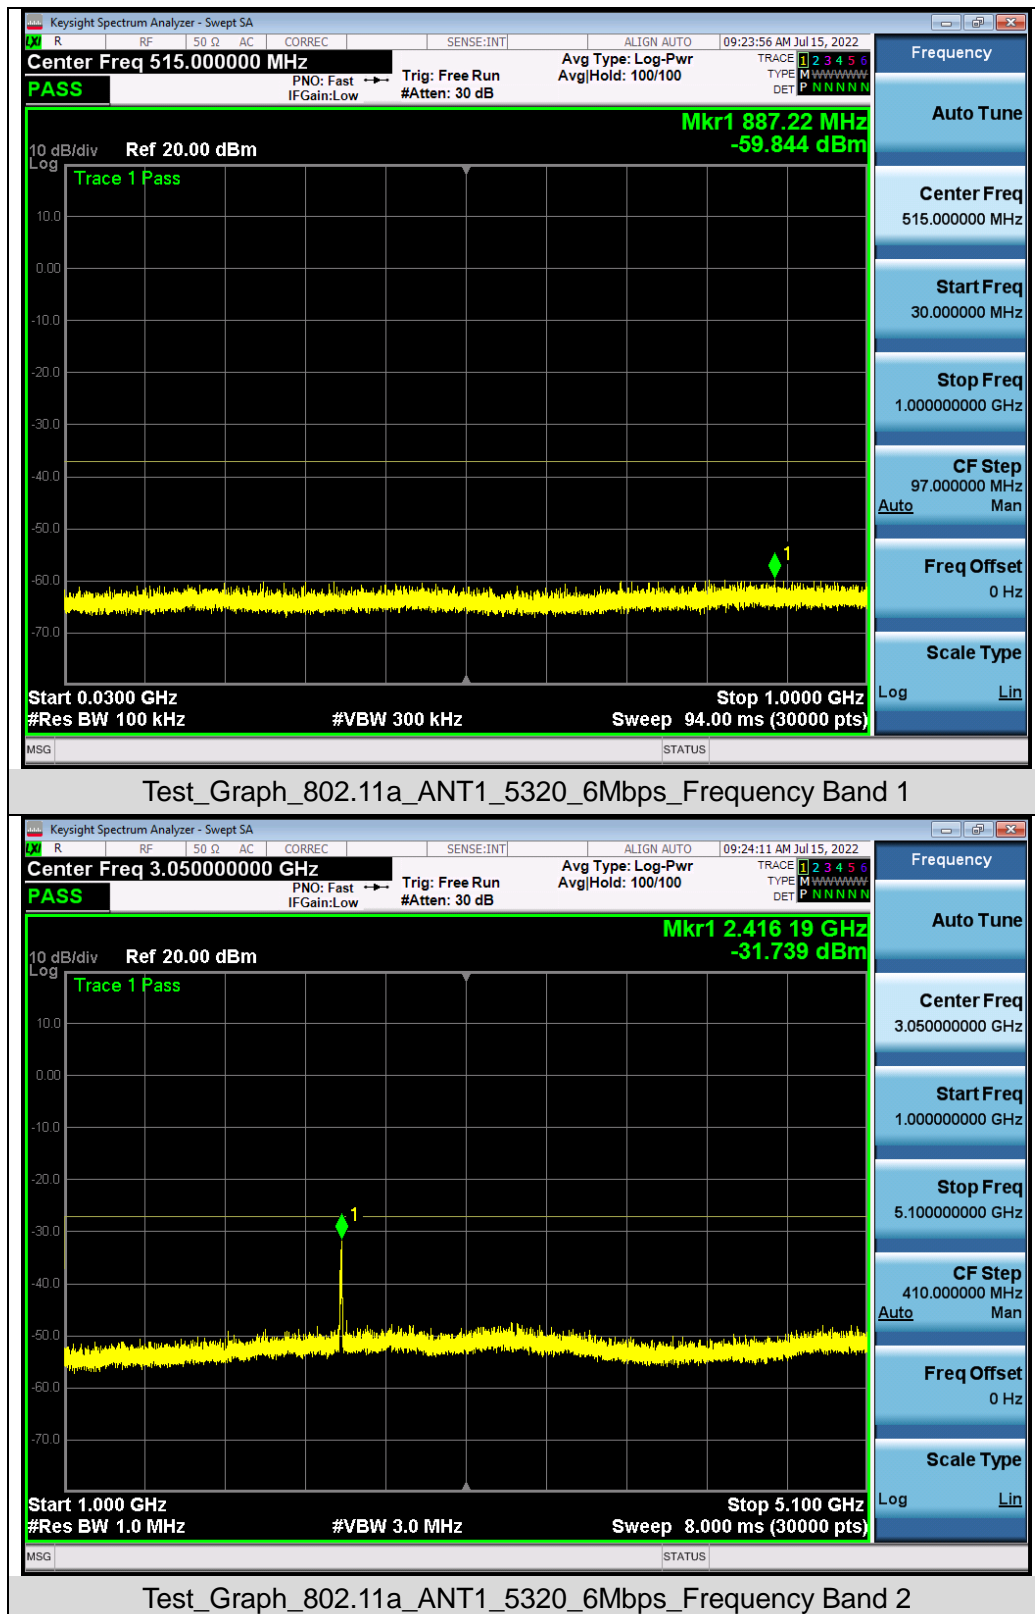 Keysight Spectrum Analyzer - Swept SA
LXI R RF 50 Ω AC CORREC SENSE:INT ALIGN AUTO 09:23:56 AM Jul 15, 2022
Center Freq 515.000000 MHz
PASS
PNO: Fast
IFGain:Low
Trig: Free Run
#Atten: 30 dB
Avg Type: Log-Pwr
Avg|Hold: 100/100
TRACE 1 2 3 4 5 6
TYPE M WWWWW
DET P N N N N N
Mkr1 887.22 MHz
-59.844 dBm
10 dB/div Ref 20.00 dBm
Log
Trace 1 Pass
10.0
0.00
-10.0
-20.0
-30.0
-40.0
-50.0
1
-60.0
-70.0
Start 0.0300 GHz Stop 1.0000 GHz
#Res BW 100 kHz #VBW 300 kHz Sweep 94.00 ms (30000 pts)
MSG STATUS
Frequency
Auto Tune
Center Freq
515.000000 MHz
Start Freq
30.000000 MHz
Stop Freq
1.000000000 GHz
CF Step
97.000000 MHz
Auto Man
Freq Offset
0 Hz
Scale Type
Log Lin
Test_Graph_802.11a_ANT1_5320_6Mbps_Frequency Band 1
Keysight Spectrum Analyzer - Swept SA
LXI R RF 50 Ω AC CORREC SENSE:INT ALIGN AUTO 09:24:11 AM Jul 15, 2022
Center Freq 3.050000000 GHz
PASS
PNO: Fast
IFGain:Low
Trig: Free Run
#Atten: 30 dB
Avg Type: Log-Pwr
Avg|Hold: 100/100
TRACE 1 2 3 4 5 6
TYPE M WWWWW
DET P N N N N N
Mkr1 2.416 19 GHz
-31.739 dBm
10 dB/div Ref 20.00 dBm
Log
Trace 1 Pass
10.0
0.00
-10.0
-20.0
1
-30.0
-40.0
-50.0
-60.0
-70.0
Start 1.000 GHz Stop 5.100 GHz
#Res BW 1.0 MHz #VBW 3.0 MHz Sweep 8.000 ms (30000 pts)
MSG STATUS
Frequency
Auto Tune
Center Freq
3.050000000 GHz
Start Freq
1.000000000 GHz
Stop Freq
5.100000000 GHz
CF Step
410.000000 MHz
Auto Man
Freq Offset
0 Hz
Scale Type
Log Lin
Test_Graph_802.11a_ANT1_5320_6Mbps_Frequency Band 2